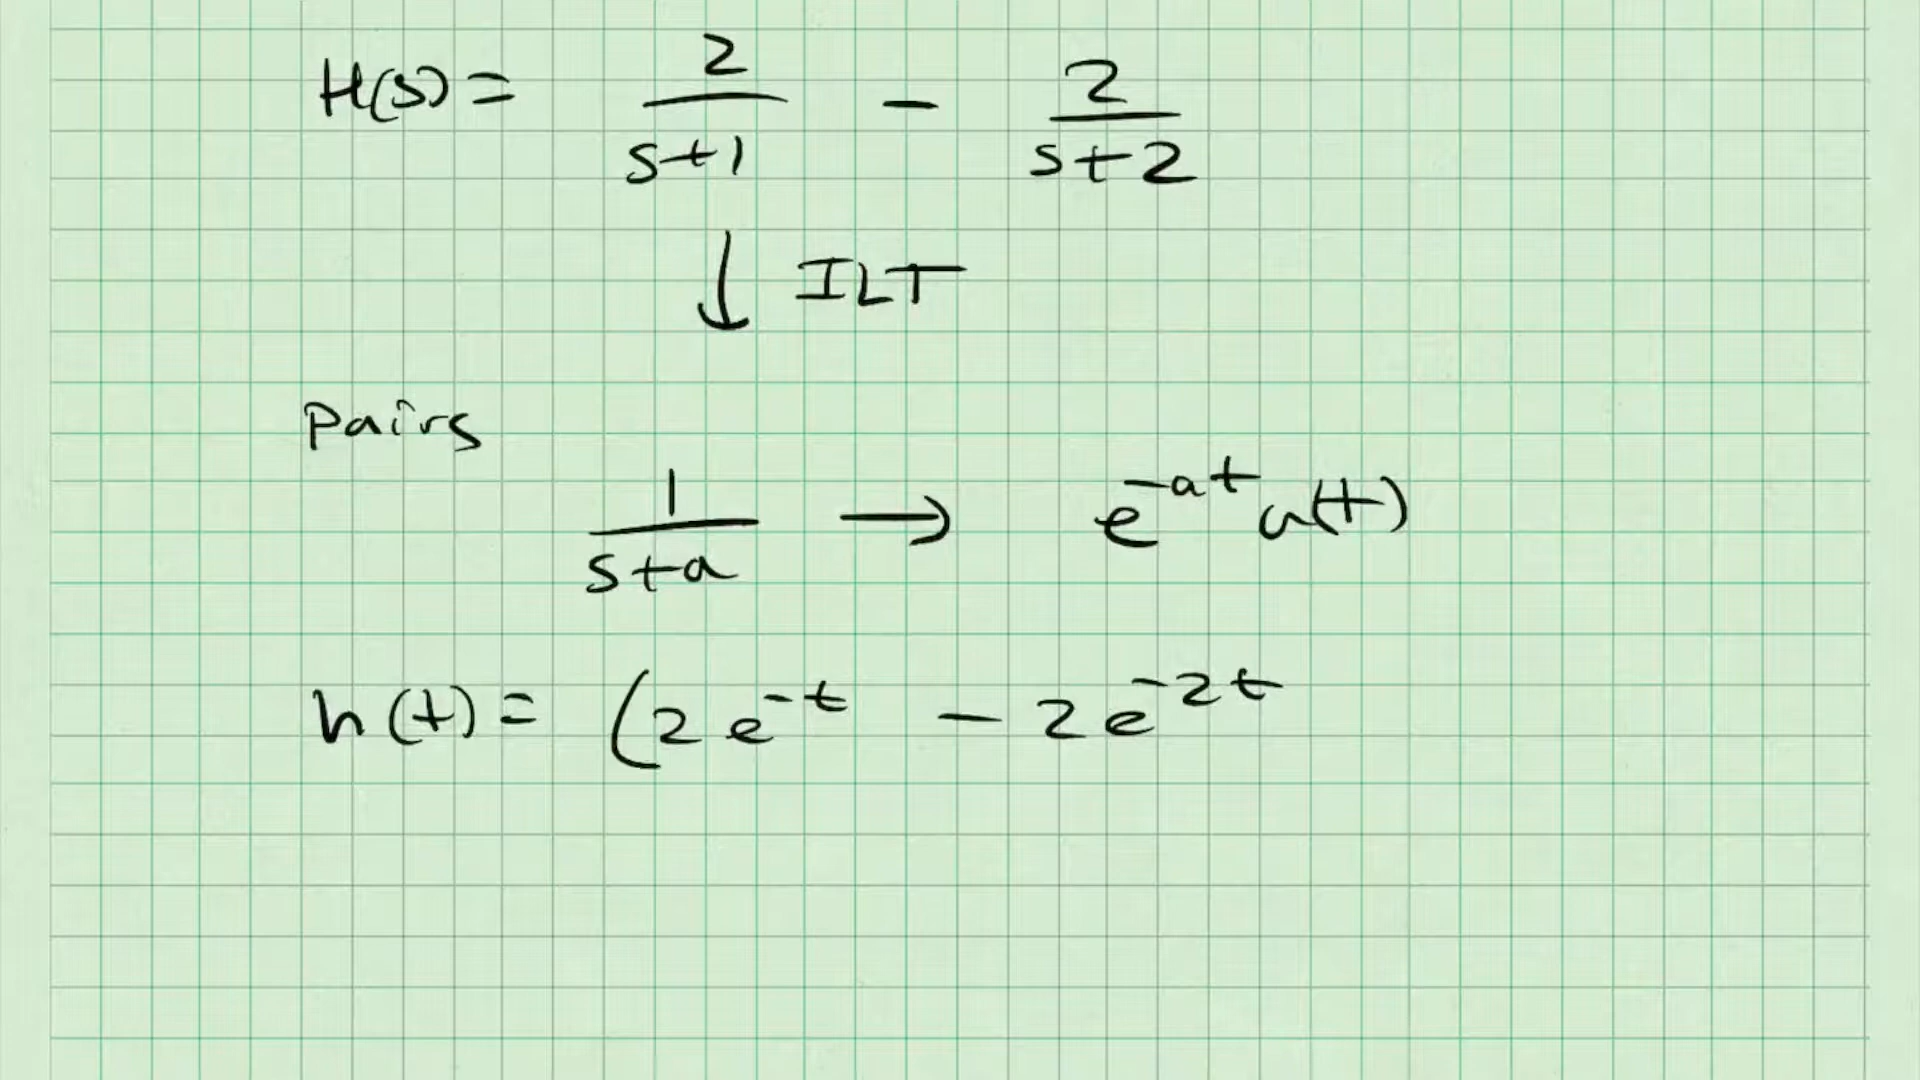 H(s) = 2/(s+1) - 2/(s+2)
↓ ILT
Pairs
1/(s+a) → e^{-at} u(t)
h(t) = (2e^{-t} - 2e^{-2t}